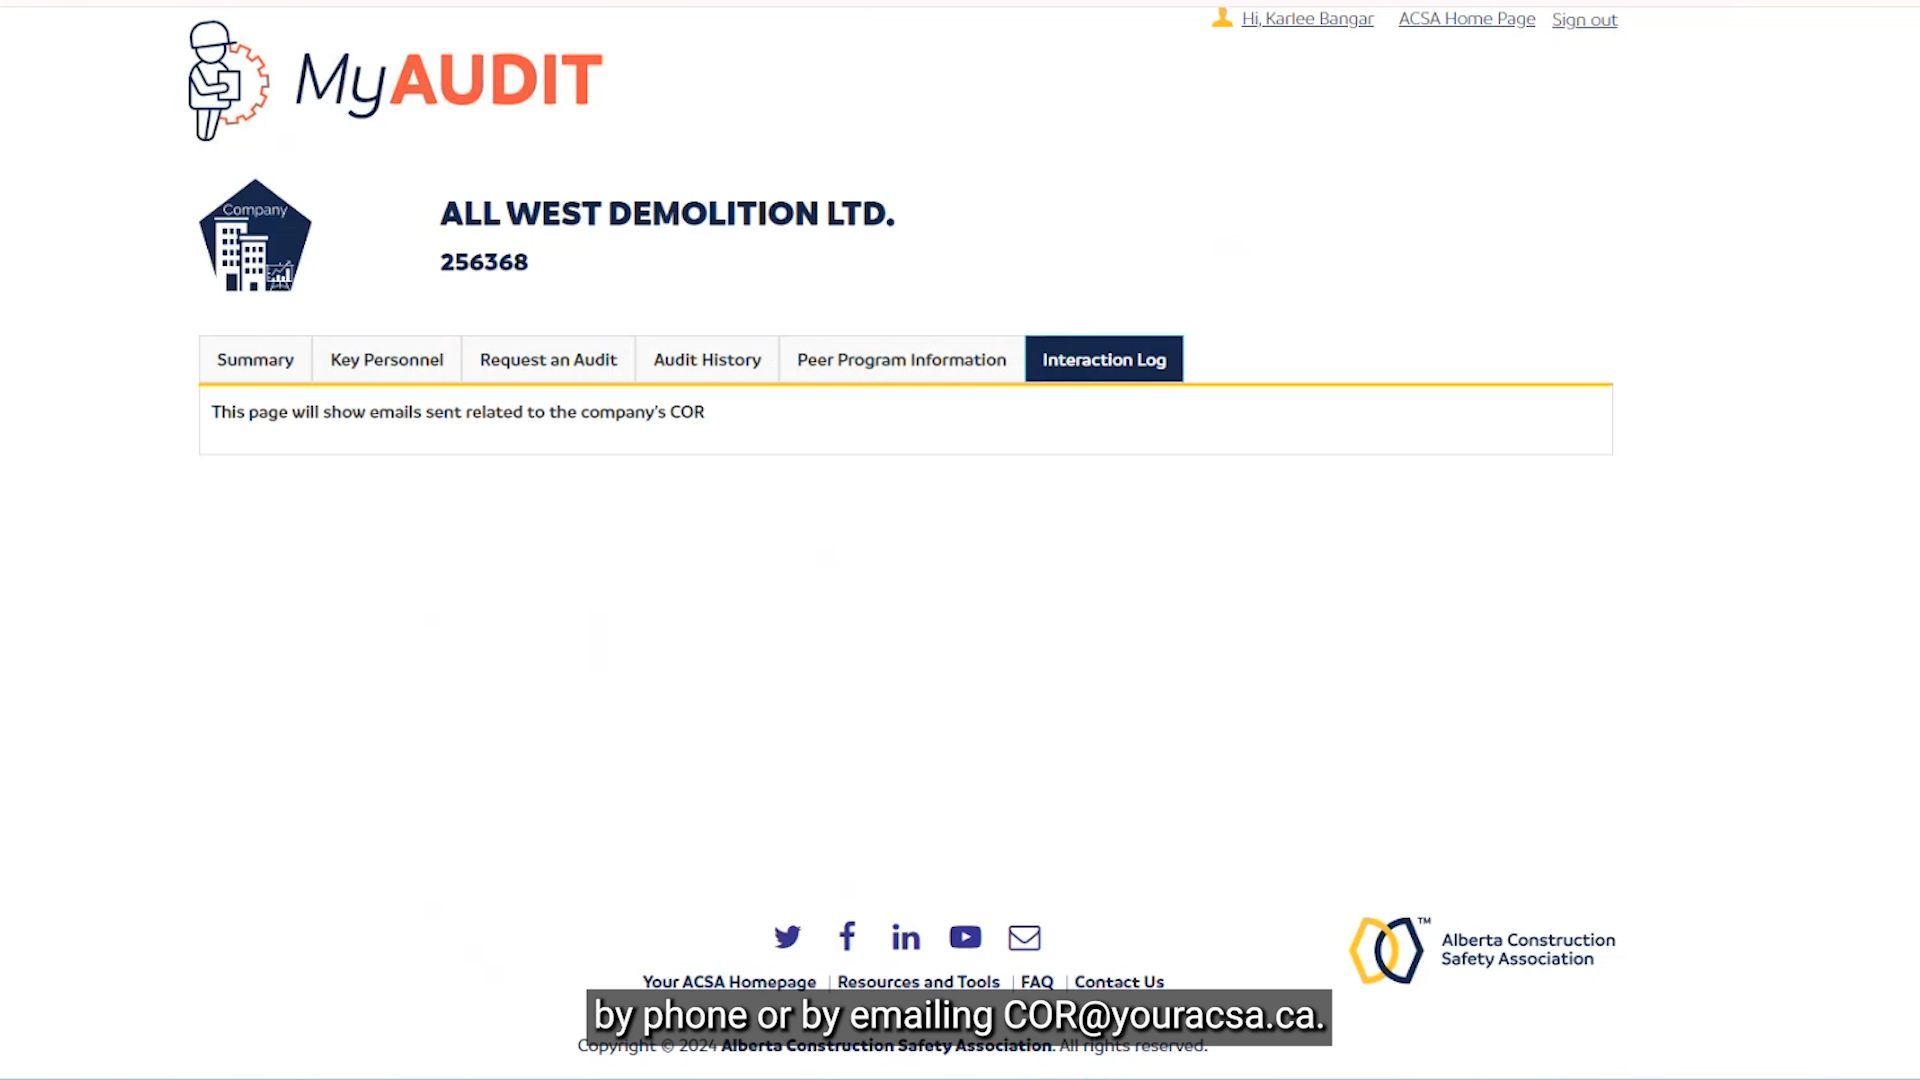 Hi, Karlee Bangar ACSA Home Page Sign out
MyAUDIT
Company
ALL WEST DEMOLITION LTD.
256368
Summary Key Personnel Request an Audit Audit History Peer Program Information Interaction Log
This page will show emails sent related to the company's COR
TM
Alberta Construction
Safety Association
Your ACSA Homepage | Resources and Tools | FAQ | Contact Us
by phone or by emailing COR@youracsa.ca.
Copyright © 2024 Alberta Construction Safety Association. All rights reserved.